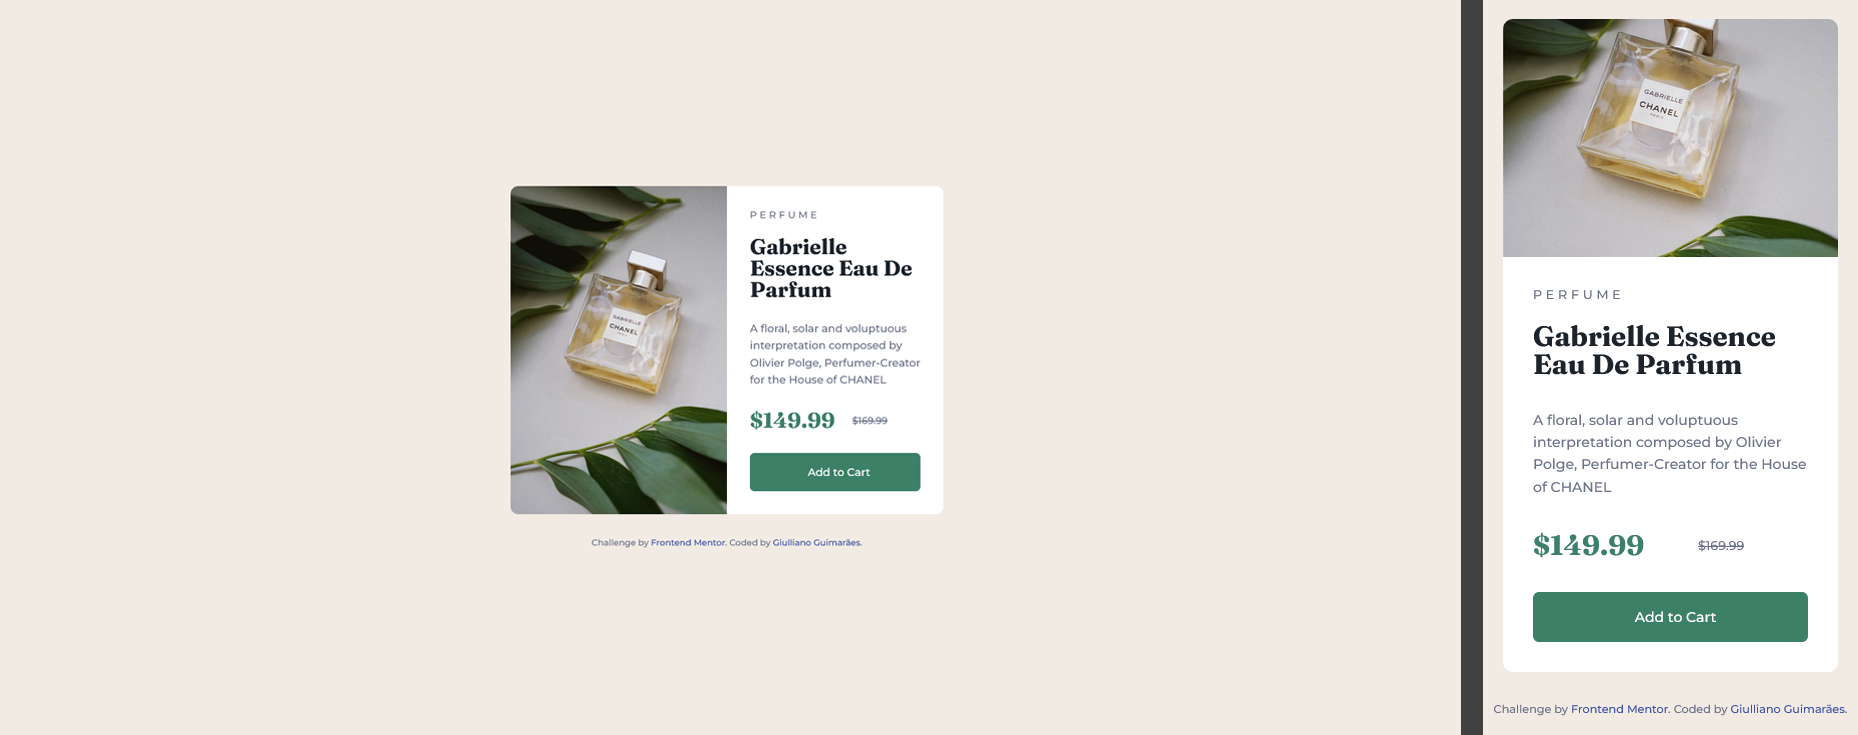 GABRIELLE
CHANEL
PARIS
PERFUME
Gabrielle
Essence Eau De
Parfum
A floral, solar and voluptuous
interpretation composed by
Olivier Polge, Perfumer-Creator
for the House of CHANEL
$149.99 $169.99
Add to Cart
Challenge by Frontend Mentor. Coded by Giulliano Guimarães.
GABRIELLE
CHANEL
PARIS
PERFUME
Gabrielle Essence
Eau De Parfum
A floral, solar and voluptuous
interpretation composed by Olivier
Polge, Perfumer-Creator for the House
of CHANEL
$149.99 $169.99
Add to Cart
Challenge by Frontend Mentor. Coded by Giulliano Guimarães.